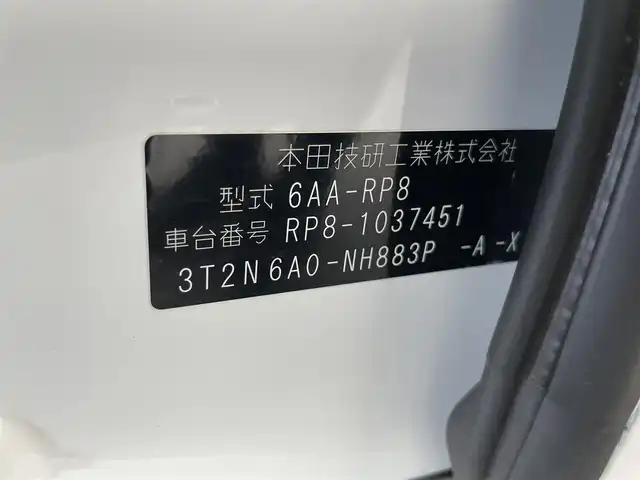 本田技研工業株式会社
型式 6AA-RP8
車台番号 RP8-1037451
3T2N6A0-NH883P -A -X